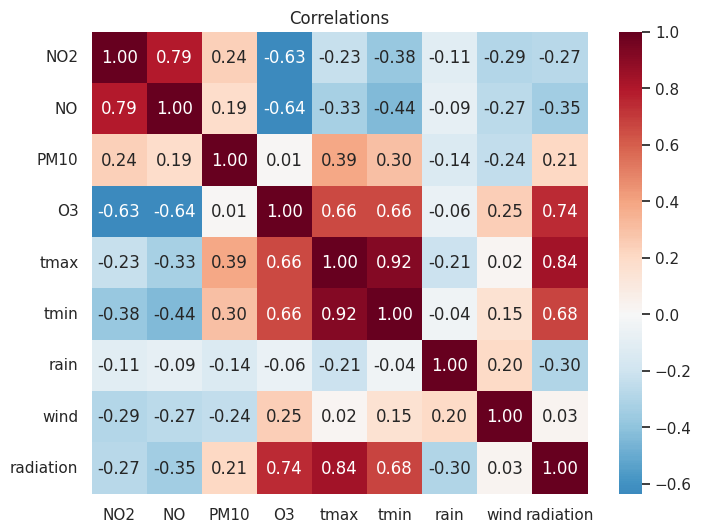 Correlations
NO2 1.00 0.79 0.24 -0.63 -0.23 -0.38 -0.11 -0.29 -0.27
NO 0.79 1.00 0.19 -0.64 -0.33 -0.44 -0.09 -0.27 -0.35
PM10 0.24 0.19 1.00 0.01 0.39 0.30 -0.14 -0.24 0.21
O3 -0.63 -0.64 0.01 1.00 0.66 0.66 -0.06 0.25 0.74
tmax -0.23 -0.33 0.39 0.66 1.00 0.92 -0.21 0.02 0.84
tmin -0.38 -0.44 0.30 0.66 0.92 1.00 -0.04 0.15 0.68
rain -0.11 -0.09 -0.14 -0.06 -0.21 -0.04 1.00 0.20 -0.30
wind -0.29 -0.27 -0.24 0.25 0.02 0.15 0.20 1.00 0.03
radiation -0.27 -0.35 0.21 0.74 0.84 0.68 -0.30 0.03 1.00
NO2 NO PM10 O3 tmax tmin rain wind radiation
1.0
0.8
0.6
0.4
0.2
0.0
−0.2
−0.4
−0.6